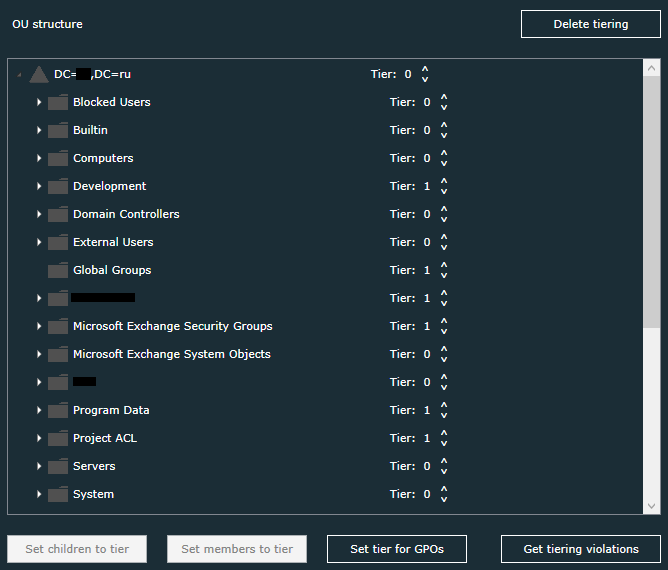 OU structure
Delete tiering
DC= ,DC=ru Tier: 0
Blocked Users Tier: 0
Builtin Tier: 0
Computers Tier: 0
Development Tier: 1
Domain Controllers Tier: 0
External Users Tier: 0
Global Groups Tier: 1
Tier: 1
Microsoft Exchange Security Groups Tier: 1
Microsoft Exchange System Objects Tier: 0
Tier: 0
Program Data Tier: 1
Project ACL Tier: 1
Servers Tier: 0
System Tier: 0
Set children to tier
Set members to tier
Set tier for GPOs
Get tiering violations